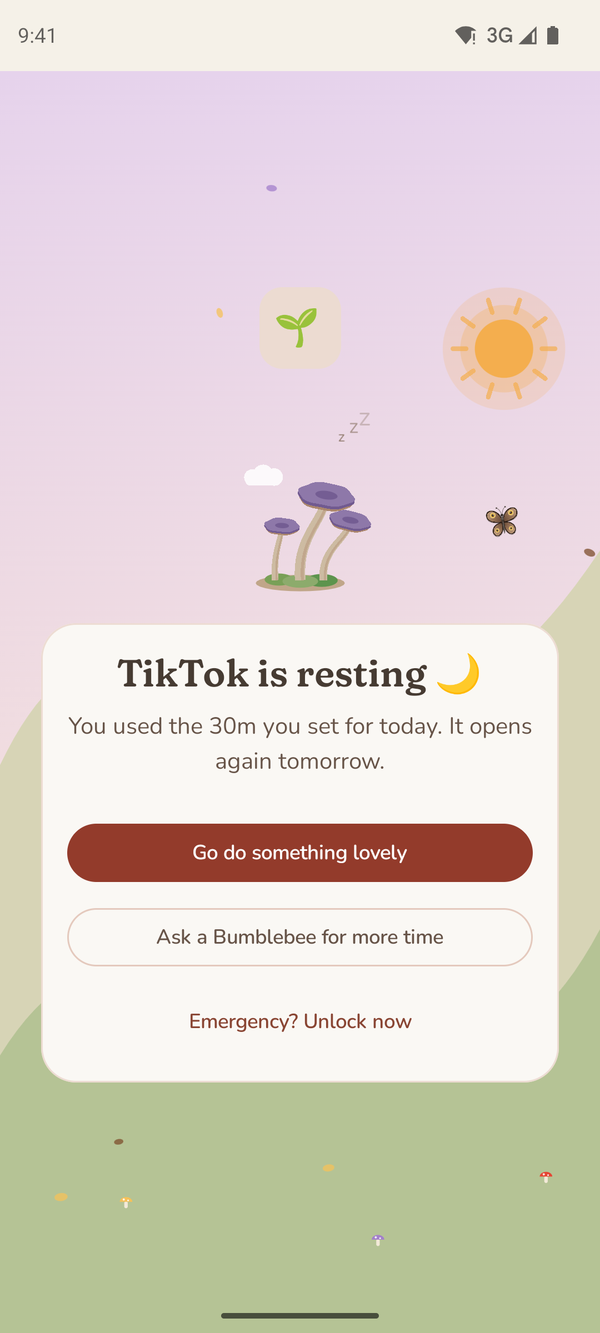 9:41
3G
z z Z
TikTok is resting 🌙
You used the 30m you set for today. It opens
again tomorrow.
Go do something lovely
Ask a Bumblebee for more time
Emergency? Unlock now